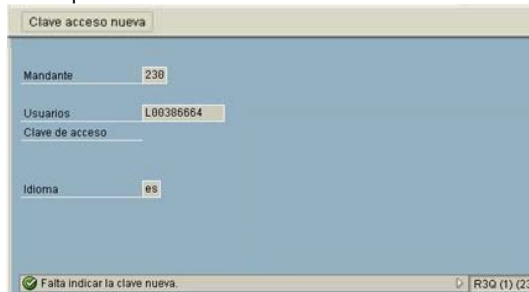 Clave acceso nueva
Mandante 230
Usuarios L00386664
Clave de acceso
Idioma es
Falta indicar la clave nueva. R3Q (1) (23